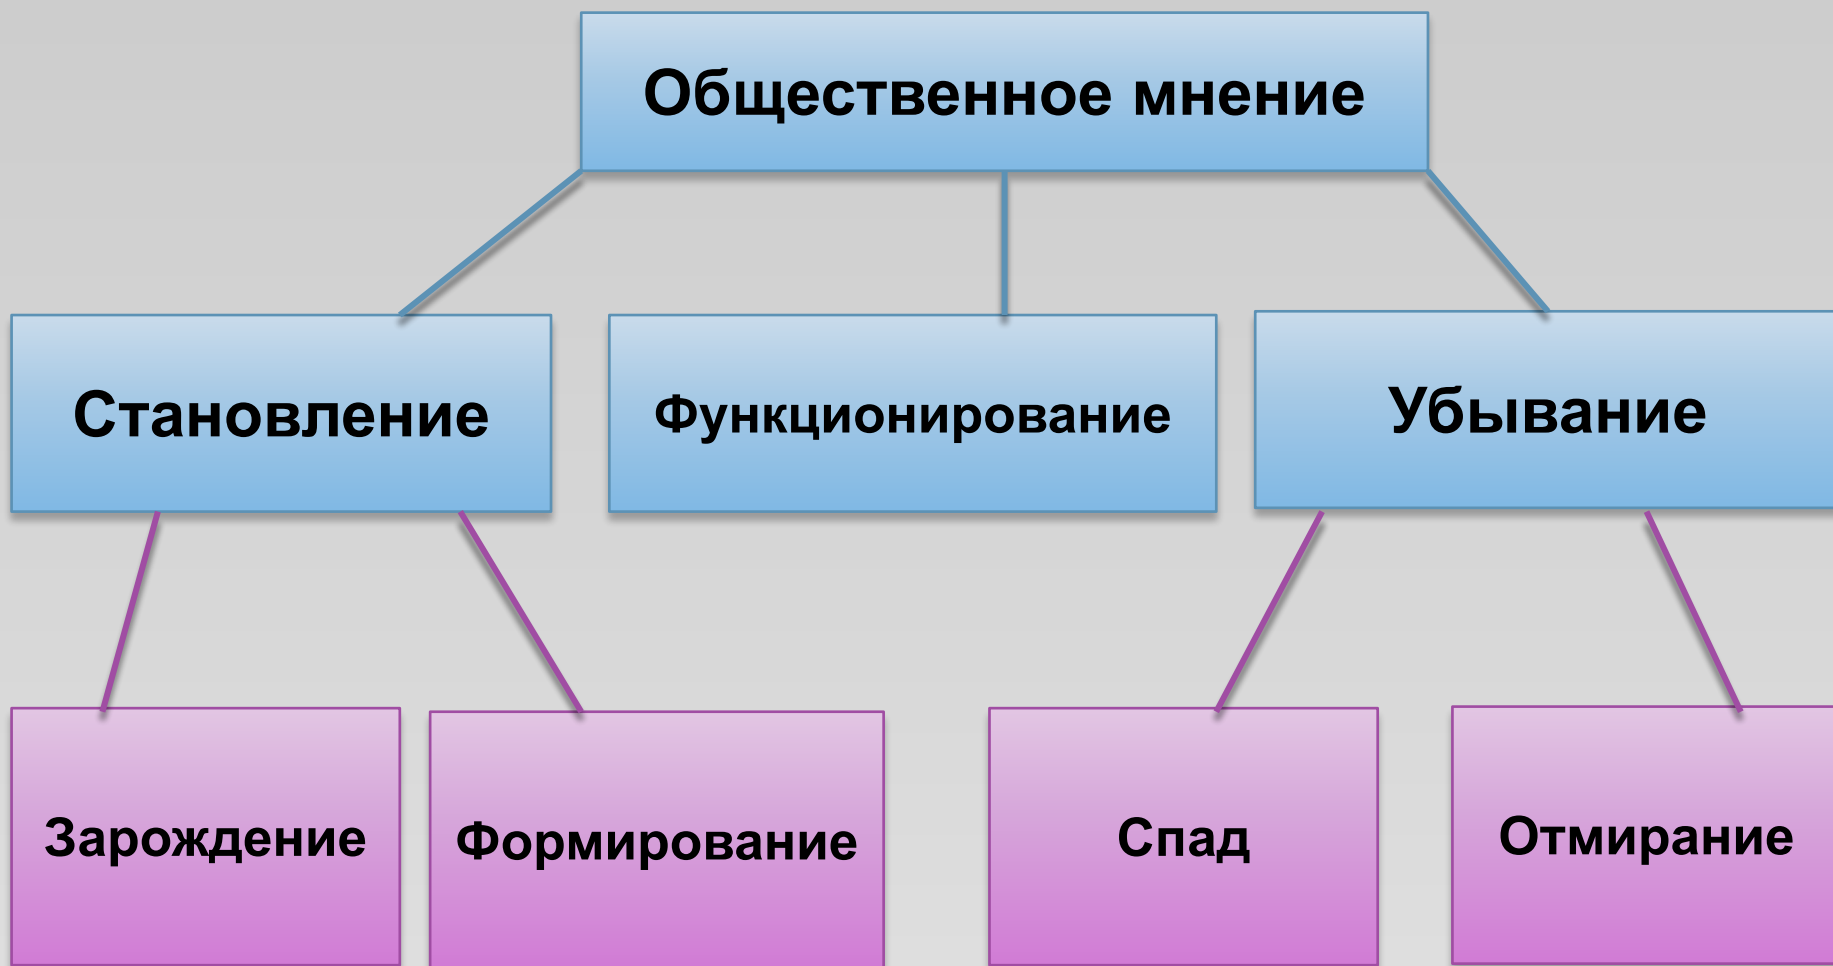 Общественное мнение
Становление
Функционирование
Убывание
Зарождение
Формирование
Спад
Отмирание